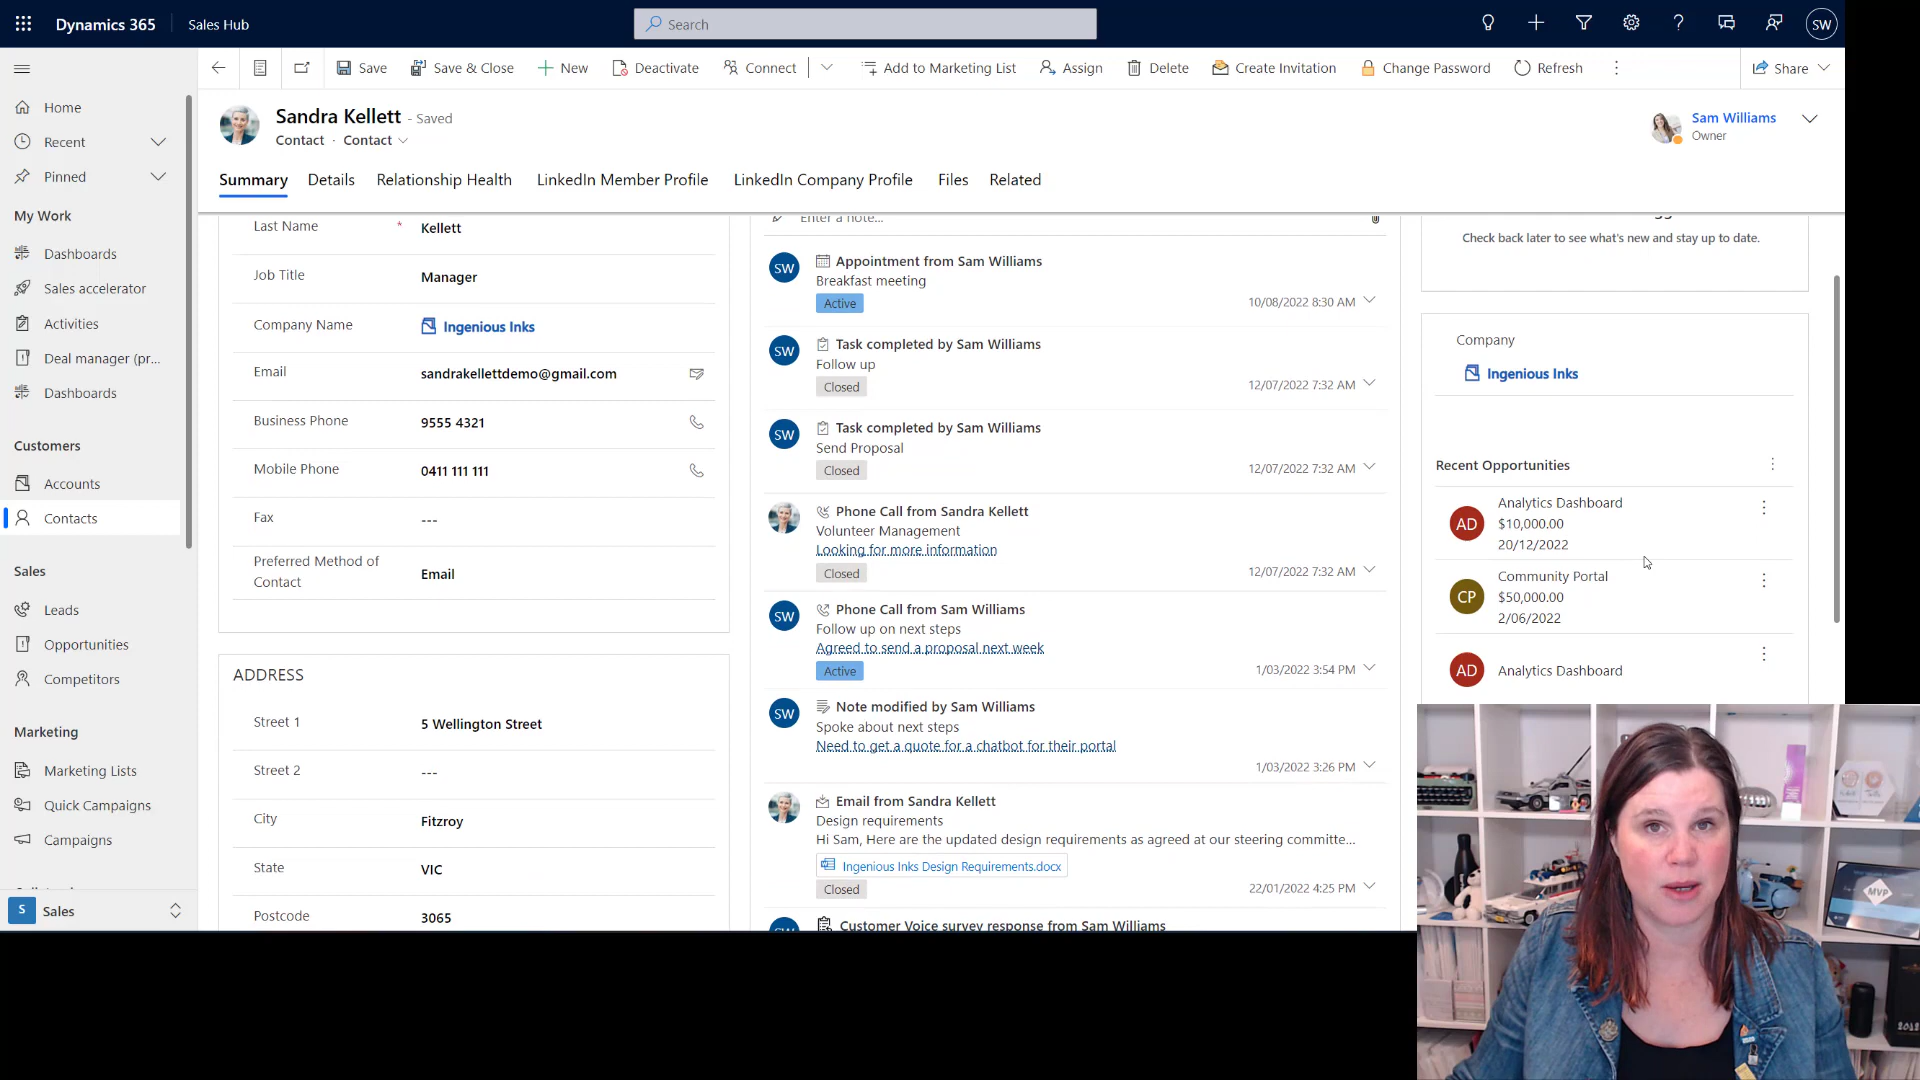 Dynamics 365
Sales Hub
Search
SW
Save
Save & Close
New
Deactivate
Connect
Add to Marketing List
Assign
Delete
Create Invitation
Change Password
Refresh
Share
Home
Recent
Pinned
My Work
Dashboards
Sales accelerator
Activities
Deal manager (pr...
Dashboards
Customers
Accounts
Contacts
Sales
Leads
Opportunities
Competitors
Marketing
Marketing Lists
Quick Campaigns
Campaigns
S
Sales
Sandra Kellett - Saved
Contact · Contact
Sam Williams
Owner
Summary
Details
Relationship Health
LinkedIn Member Profile
LinkedIn Company Profile
Files
Related
Last Name * Kellett
Job Title Manager
Company Name Ingenious Inks
Email sandrakellettdemo@gmail.com
Business Phone 9555 4321
Mobile Phone 0411 111 111
Fax ---
Preferred Method of
Contact Email
ADDRESS
Street 1 5 Wellington Street
Street 2 ---
City Fitzroy
State VIC
Postcode 3065
Enter a note...
SW
Appointment from Sam Williams
Breakfast meeting
Active
10/08/2022 8:30 AM
SW
Task completed by Sam Williams
Follow up
Closed
12/07/2022 7:32 AM
SW
Task completed by Sam Williams
Send Proposal
Closed
12/07/2022 7:32 AM
Phone Call from Sandra Kellett
Volunteer Management
Looking for more information
Closed
12/07/2022 7:32 AM
SW
Phone Call from Sam Williams
Follow up on next steps
Agreed to send a proposal next week
Active
1/03/2022 3:54 PM
SW
Note modified by Sam Williams
Spoke about next steps
Need to get a quote for a chatbot for their portal
1/03/2022 3:26 PM
Email from Sandra Kellett
Design requirements
Hi Sam, Here are the updated design requirements as agreed at our steering committe...
Ingenious Inks Design Requirements.docx
Closed
22/01/2022 4:25 PM
Customer Voice survey response from Sam Williams
Check back later to see what's new and stay up to date.
Company
Ingenious Inks
Recent Opportunities
AD
Analytics Dashboard
$10,000.00
20/12/2022
CP
Community Portal
$50,000.00
2/06/2022
AD
Analytics Dashboard
MVP